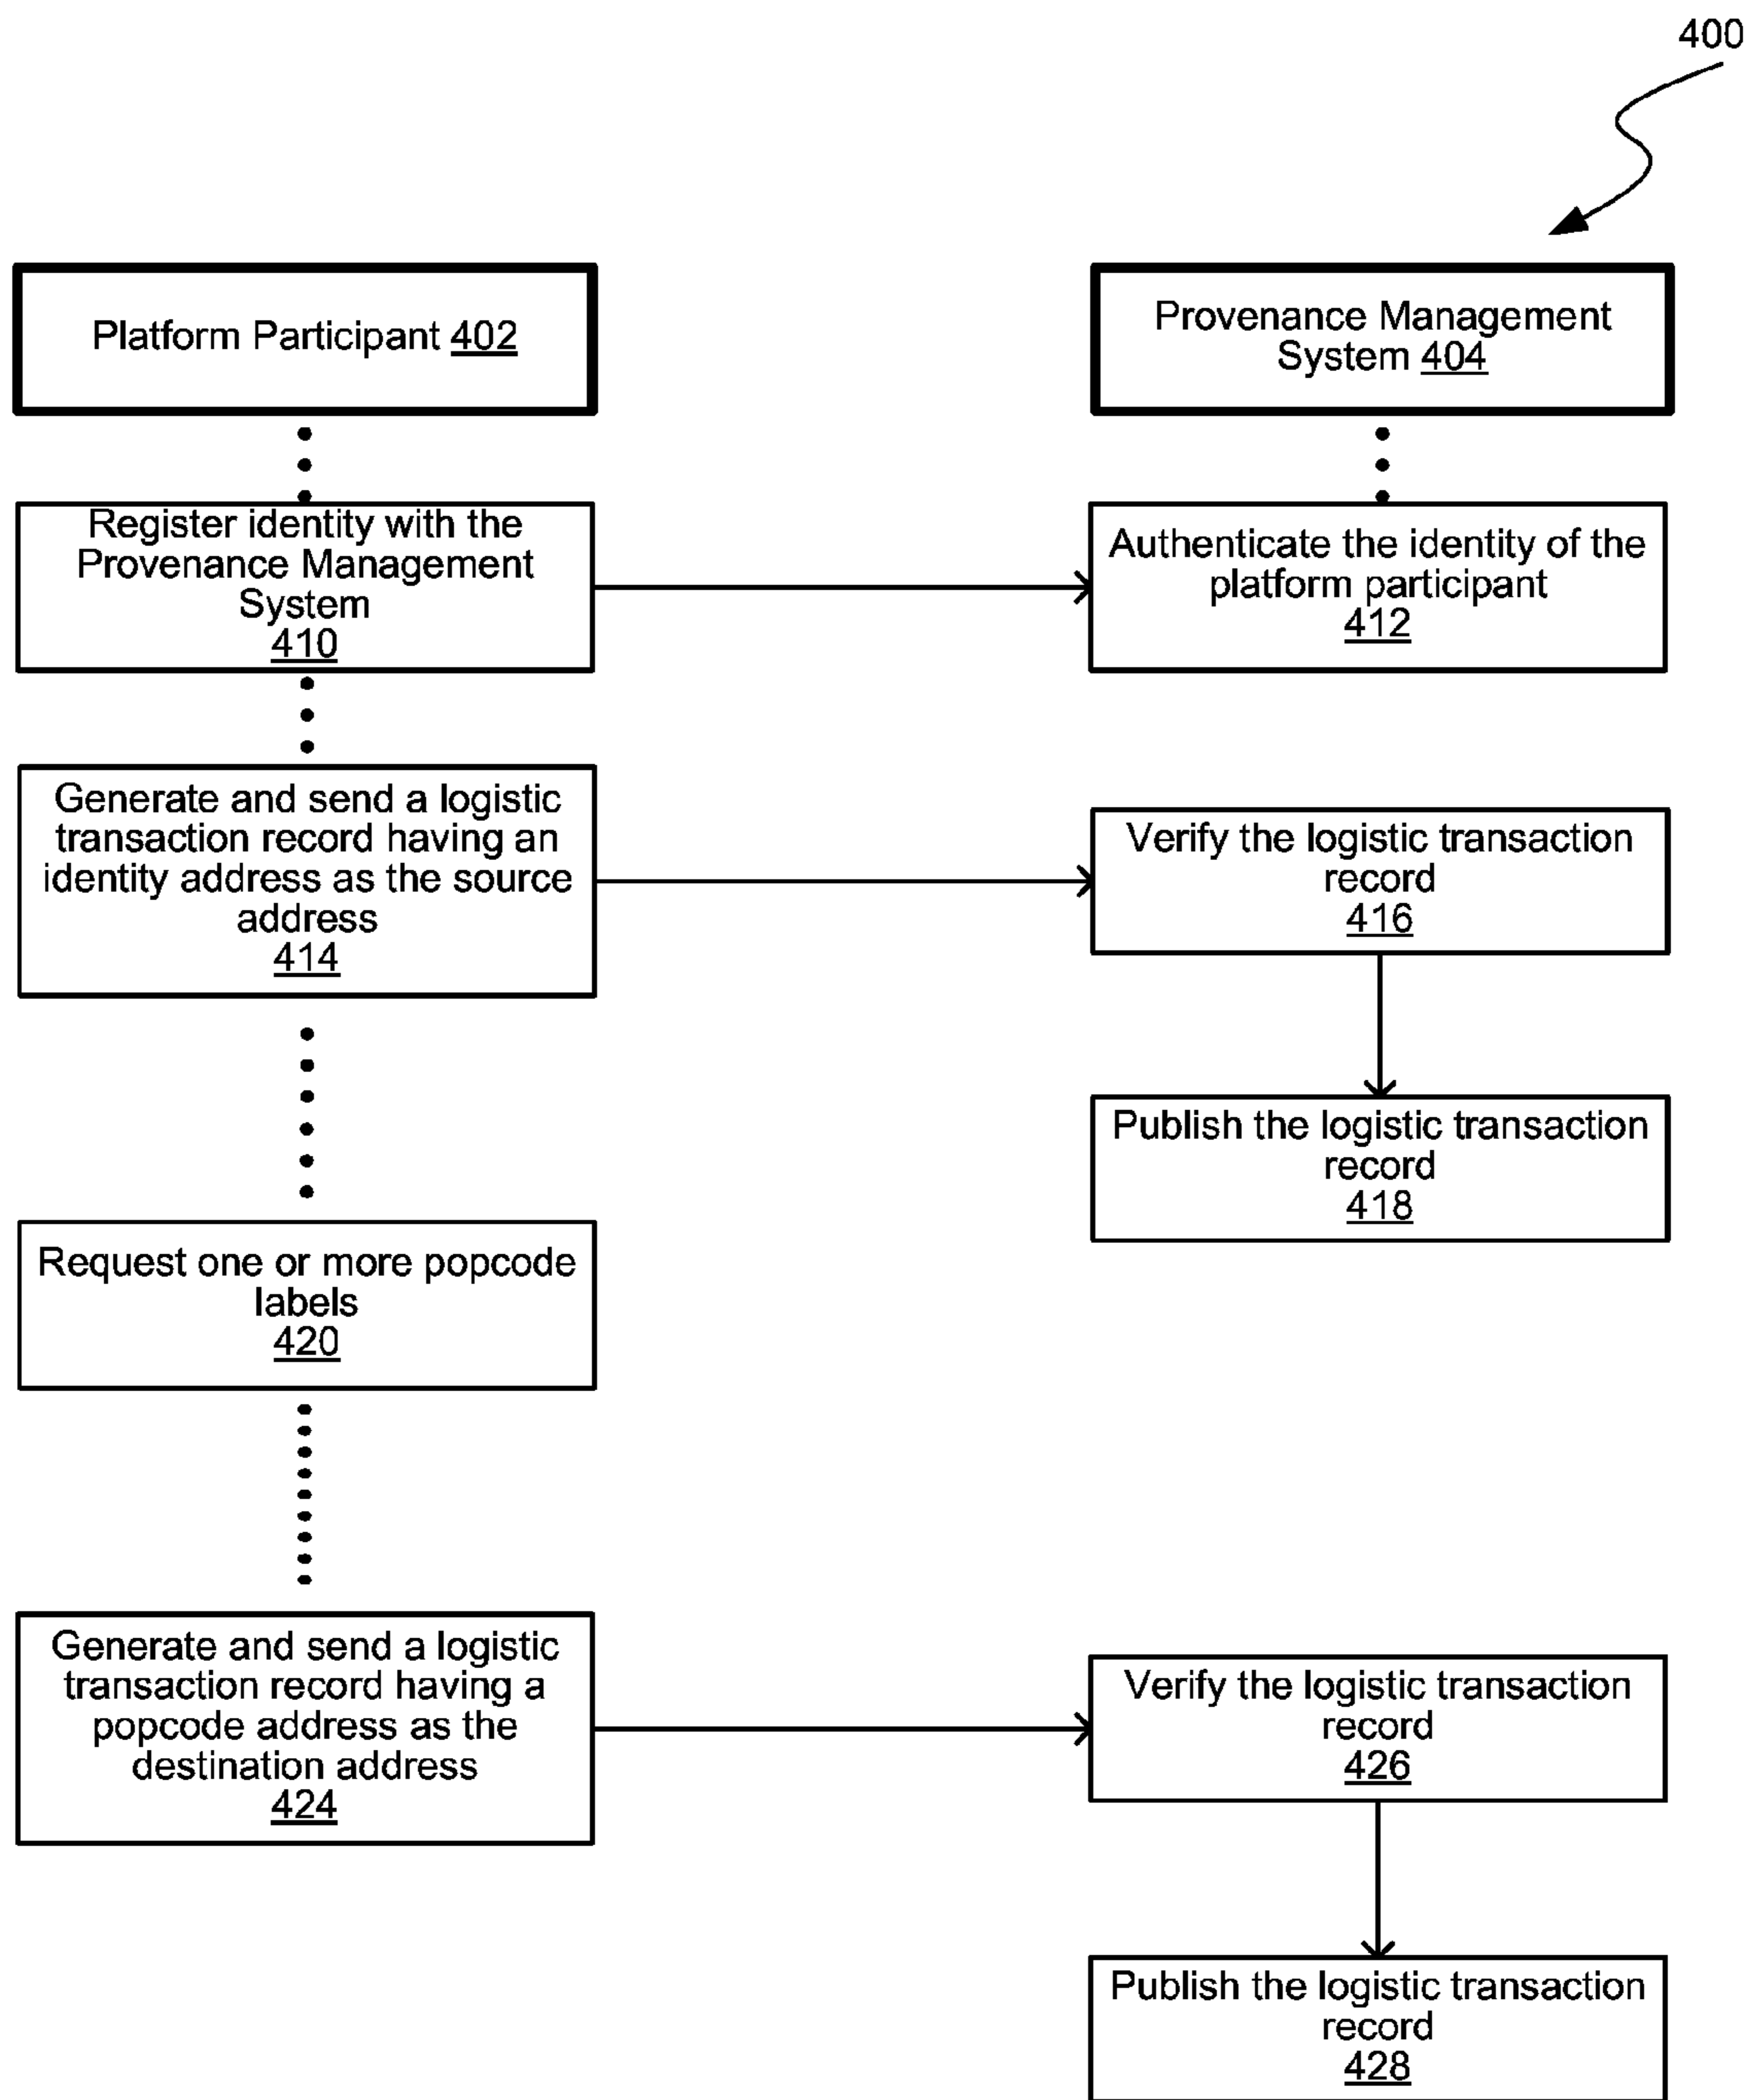 400
Platform Participant 402
Provenance Management
System 404
Register identity with the
Provenance Management
System
410
Authenticate the identity of the
platform participant
412
Generate and send a logistic
transaction record having an
identity address as the source
address
414
Verify the logistic transaction
record
416
Publish the logistic transaction
record
418
Request one or more popcode
labels
420
Generate and send a logistic
transaction record having a
popcode address as the
destination address
424
Verify the logistic transaction
record
426
Publish the logistic transaction
record
428